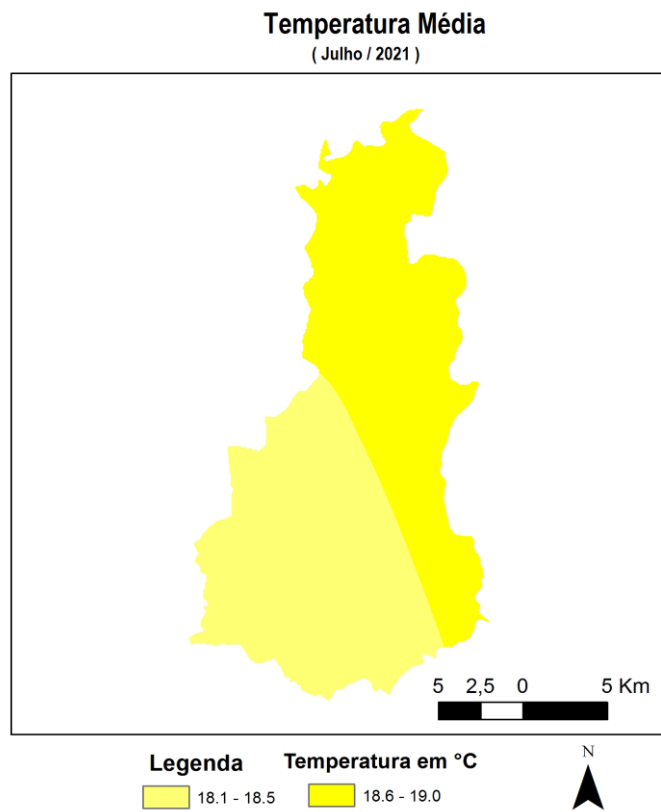 Temperatura Média
( Julho / 2021 )
5 2,5 0 5 Km
Legenda Temperatura em °C
18.1 - 18.5 18.6 - 19.0
N